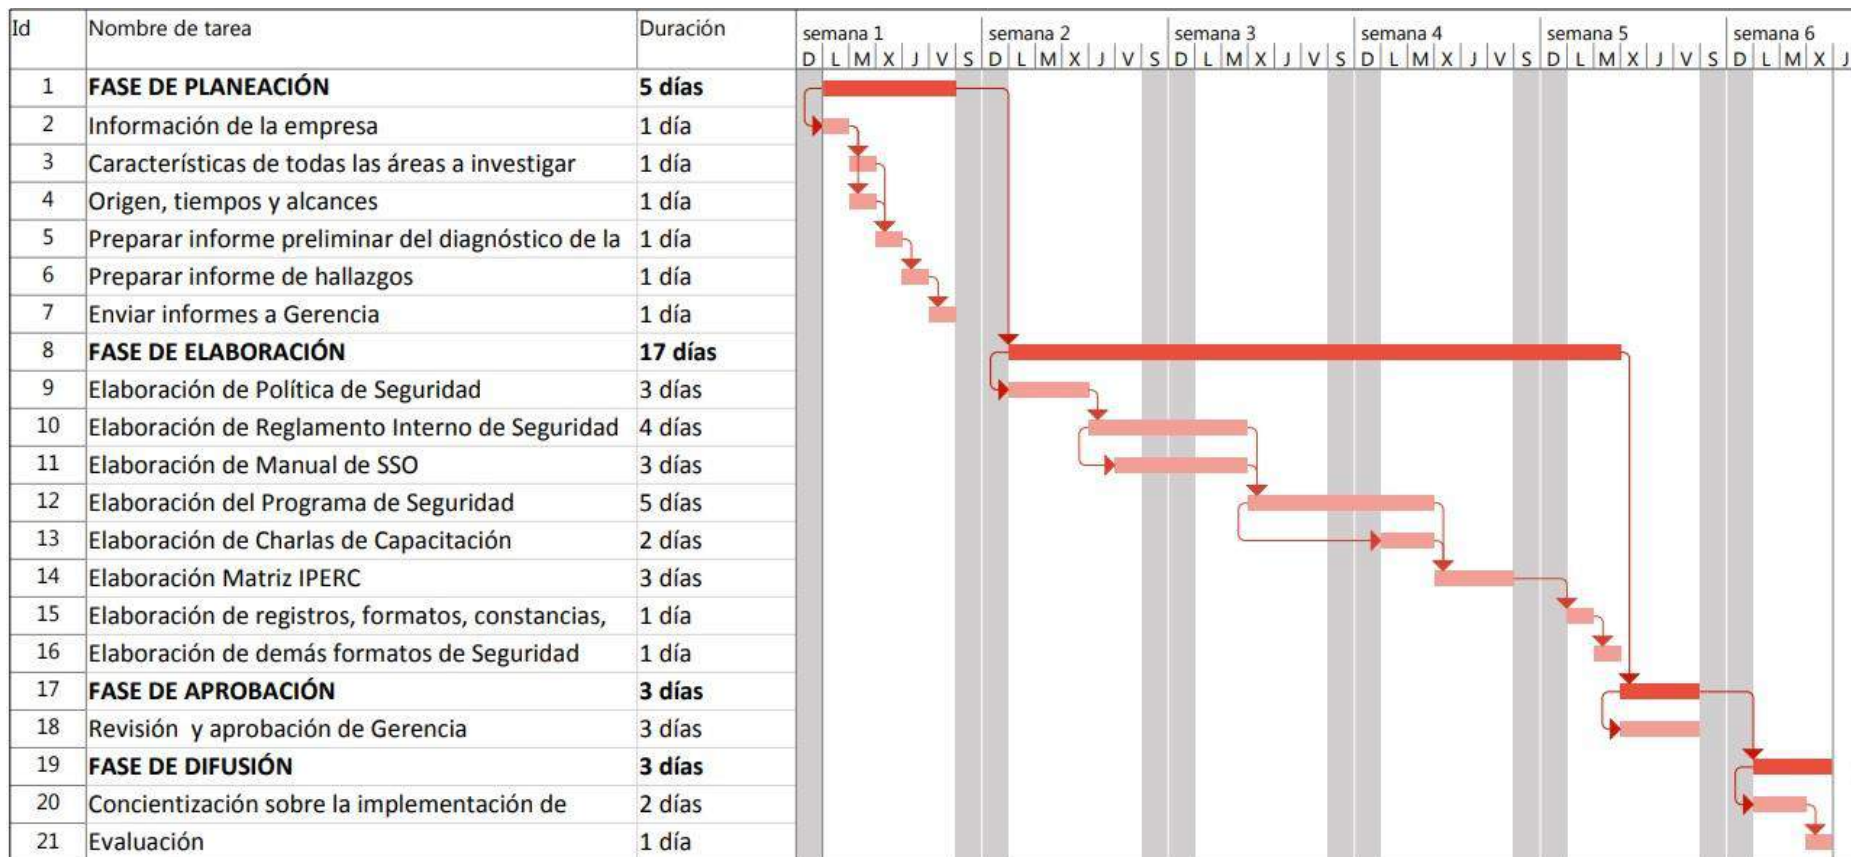 Id Nombre de tarea Duración semana 1 semana 2 semana 3 semana 4 semana 5 semana 6
D L M X J V S D L M X J V S D L M X J V S D L M X J V S D L M X J V S D L M X J
1 FASE DE PLANEACIÓN 5 días
2 Información de la empresa 1 día
3 Características de todas las áreas a investigar 1 día
4 Origen, tiempos y alcances 1 día
5 Preparar informe preliminar del diagnóstico de la 1 día
6 Preparar informe de hallazgos 1 día
7 Enviar informes a Gerencia 1 día
8 FASE DE ELABORACIÓN 17 días
9 Elaboración de Política de Seguridad 3 días
10 Elaboración de Reglamento Interno de Seguridad 4 días
11 Elaboración de Manual de SSO 3 días
12 Elaboración del Programa de Seguridad 5 días
13 Elaboración de Charlas de Capacitación 2 días
14 Elaboración Matriz IPERC 3 días
15 Elaboración de registros, formatos, constancias, 1 día
16 Elaboración de demás formatos de Seguridad 1 día
17 FASE DE APROBACIÓN 3 días
18 Revisión y aprobación de Gerencia 3 días
19 FASE DE DIFUSIÓN 3 días
20 Concientización sobre la implementación de 2 días
21 Evaluación 1 día